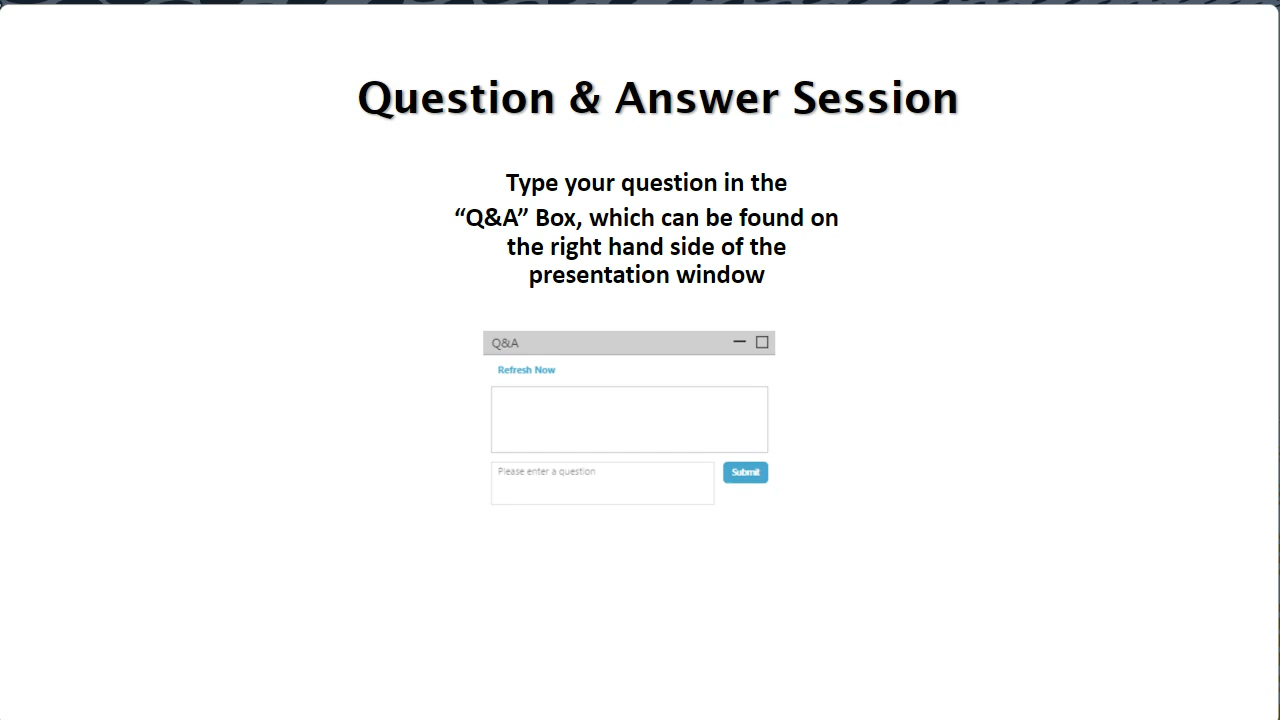 Question & Answer Session
Type your question in the
“Q&A” Box, which can be found on
the right hand side of the
presentation window
Q&A
Refresh Now
Please enter a question
Submit